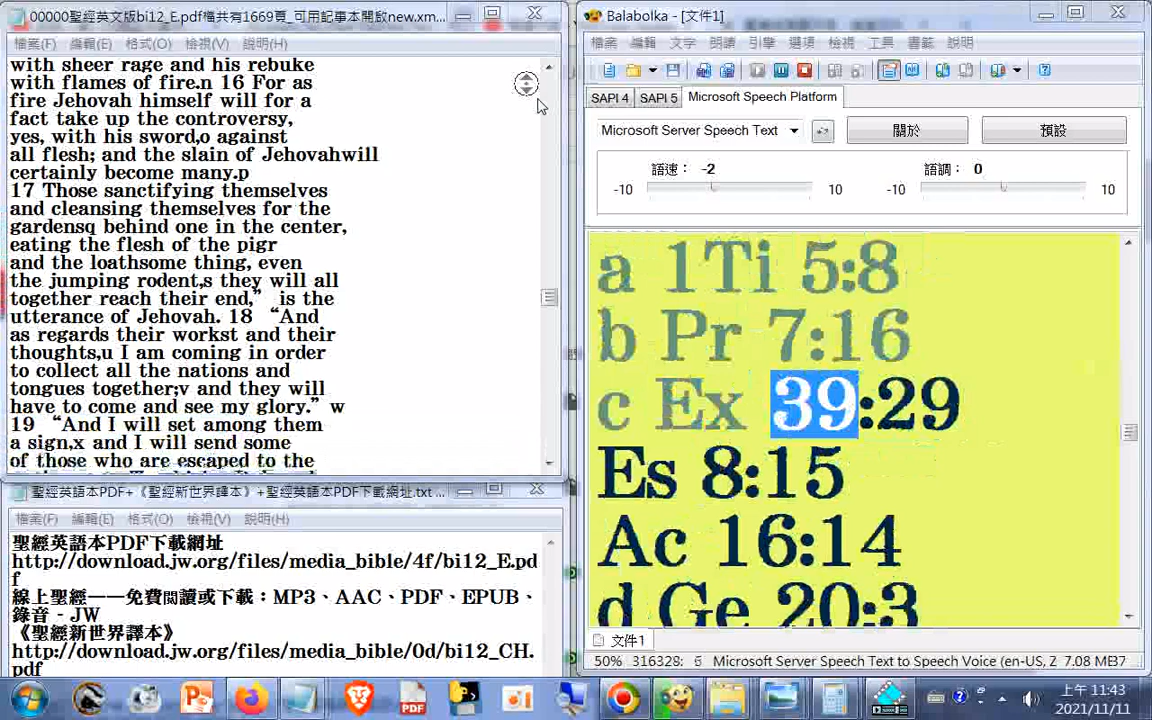 00000聖經英文版bi12_E.pdf檔共有1669頁_可用記事本開啟new.xm...
檔案(F) 編輯(E) 格式(O) 檢視(V) 說明(H)
with sheer rage and his rebuke
with flames of fire.n 16 For as
fire Jehovah himself will for a
fact take up the controversy,
yes, with his sword,o against
all flesh; and the slain of Jehovahwill
certainly become many.p
17 Those sanctifying themselves
and cleansing themselves for the
gardensq behind one in the center,
eating the flesh of the pigr
and the loathsome thing, even
the jumping rodent,s they will all
together reach their end,” is the
utterance of Jehovah. 18 “And
as regards their workst and their
thoughts,u I am coming in order
to collect all the nations and
tongues together;v and they will
have to come and see my glory.” w
19 “And I will set among them
a sign,x and I will send some
of those who are escaped to the
聖經英語本PDF+《聖經新世界譯本》+聖經英語本PDF下載網址.txt ...
檔案(F) 編輯(E) 格式(O) 檢視(V) 說明(H)
聖經英語本PDF下載網址
http://download.jw.org/files/media_bible/4f/bi12_E.pd
f
線上聖經——免費閱讀或下載：MP3、AAC、PDF、EPUB、
錄音 - JW
《聖經新世界譯本》
http://download.jw.org/files/media_bible/0d/bi12_CH.
pdf
Balabolka - [文件1]
檔案 編輯 文字 朗讀 引擎 選項 檢視 工具 書籤 說明
SAPI 4 SAPI 5 Microsoft Speech Platform
Microsoft Server Speech Text 關於 預設
語速： -2 語調： 0
-10 10 -10 10
a 1Ti 5:8
b Pr 7:16
c Ex 39:29
Es 8:15
Ac 16:14
d Ge 20:3
文件1
50% 316328: 6 Microsoft Server Speech Text to Speech Voice (en-US, Z 7.08 MB37
PDF
上午 11:43
2021/11/11